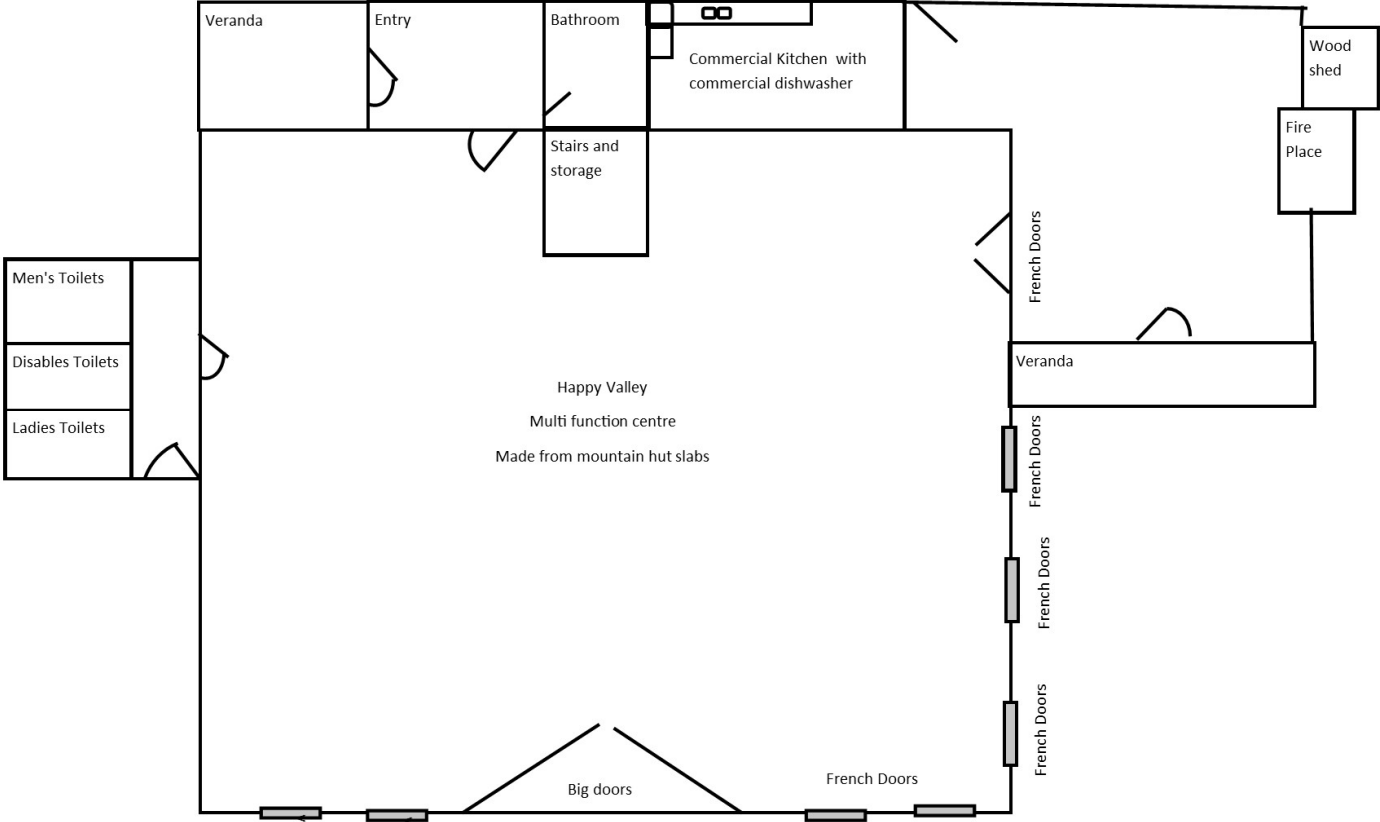 Veranda
Entry
Bathroom
Commercial Kitchen with
commercial dishwasher
Wood
shed
Fire
Place
Stairs and
storage
French Doors
Men's Toilets
Disables Toilets
Ladies Toilets
Happy Valley
Multi function centre
Made from mountain hut slabs
Veranda
French Doors
French Doors
French Doors
French Doors
Big doors